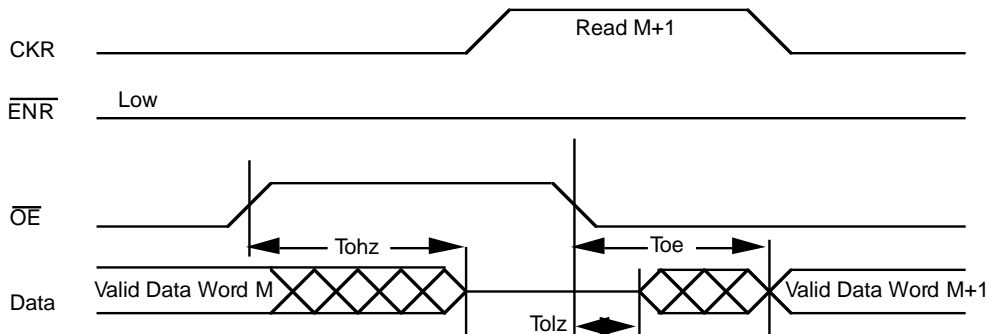 CKR
Read M+1
ENR
Low
OE
Tohz
Toe
Data
Valid Data Word M
Valid Data Word M+1
Tolz